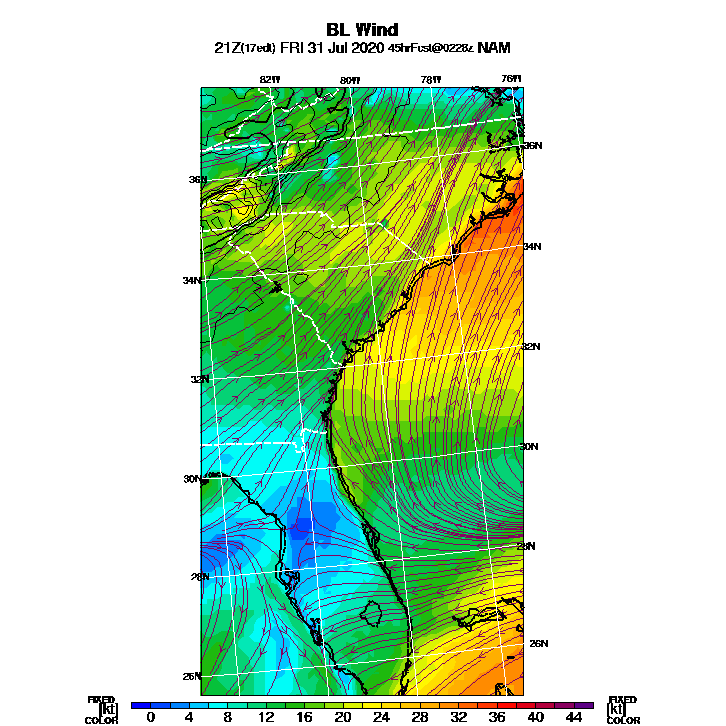 BL Wind
21Z(17edt) FRI 31 Jul 2020 45hrFcst@0228z NAM
82W 80W 78W 76W
36N
36N
34N
34N
32N
32N
30N
30N
28N
28N
26N
26N
FIXED FIXED
[kt] 0 4 8 12 16 20 24 28 32 36 40 44 [kt]
COLOR COLOR